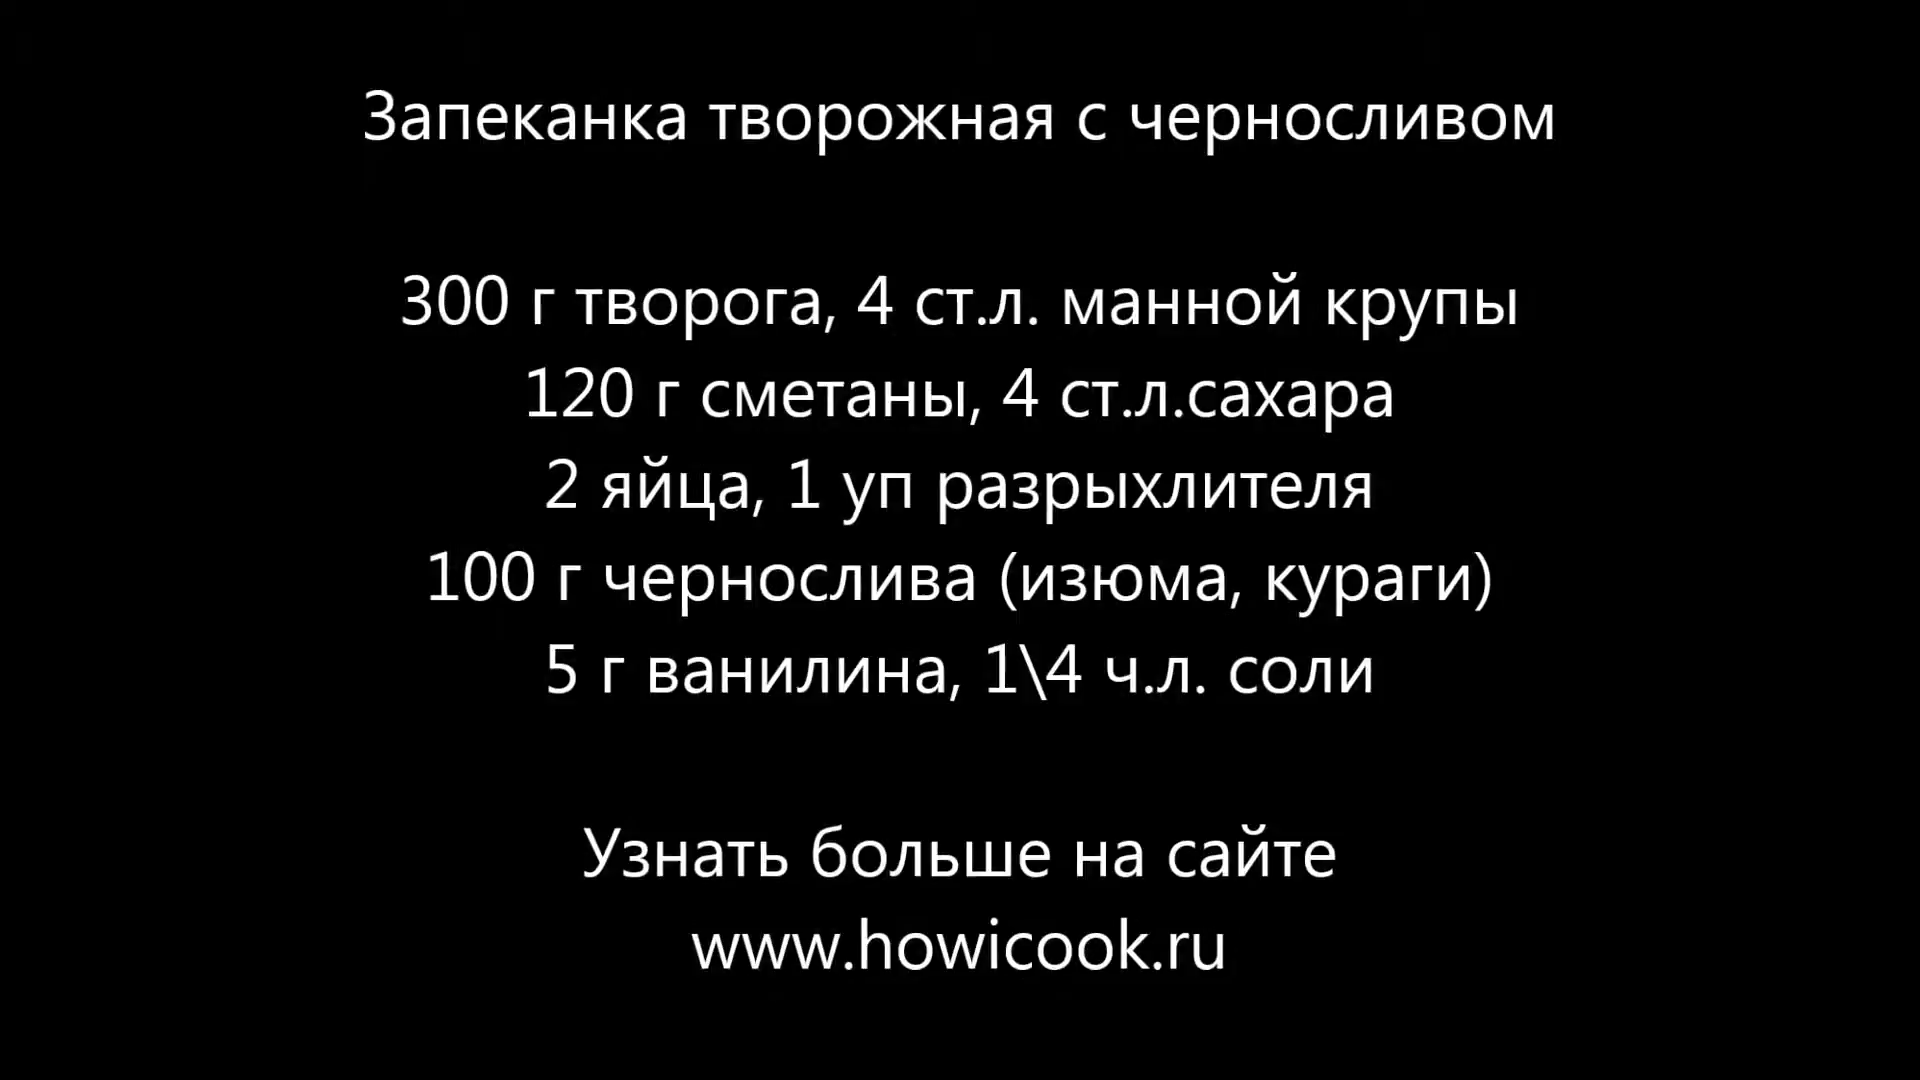 Запеканка творожная с черносливом
300 г творога, 4 ст.л. манной крупы
120 г сметаны, 4 ст.л.сахара
2 яйца, 1 уп разрыхлителя
100 г чернослива (изюма, кураги)
5 г ванилина, 1\4 ч.л. соли
Узнать больше на сайте
www.howicook.ru